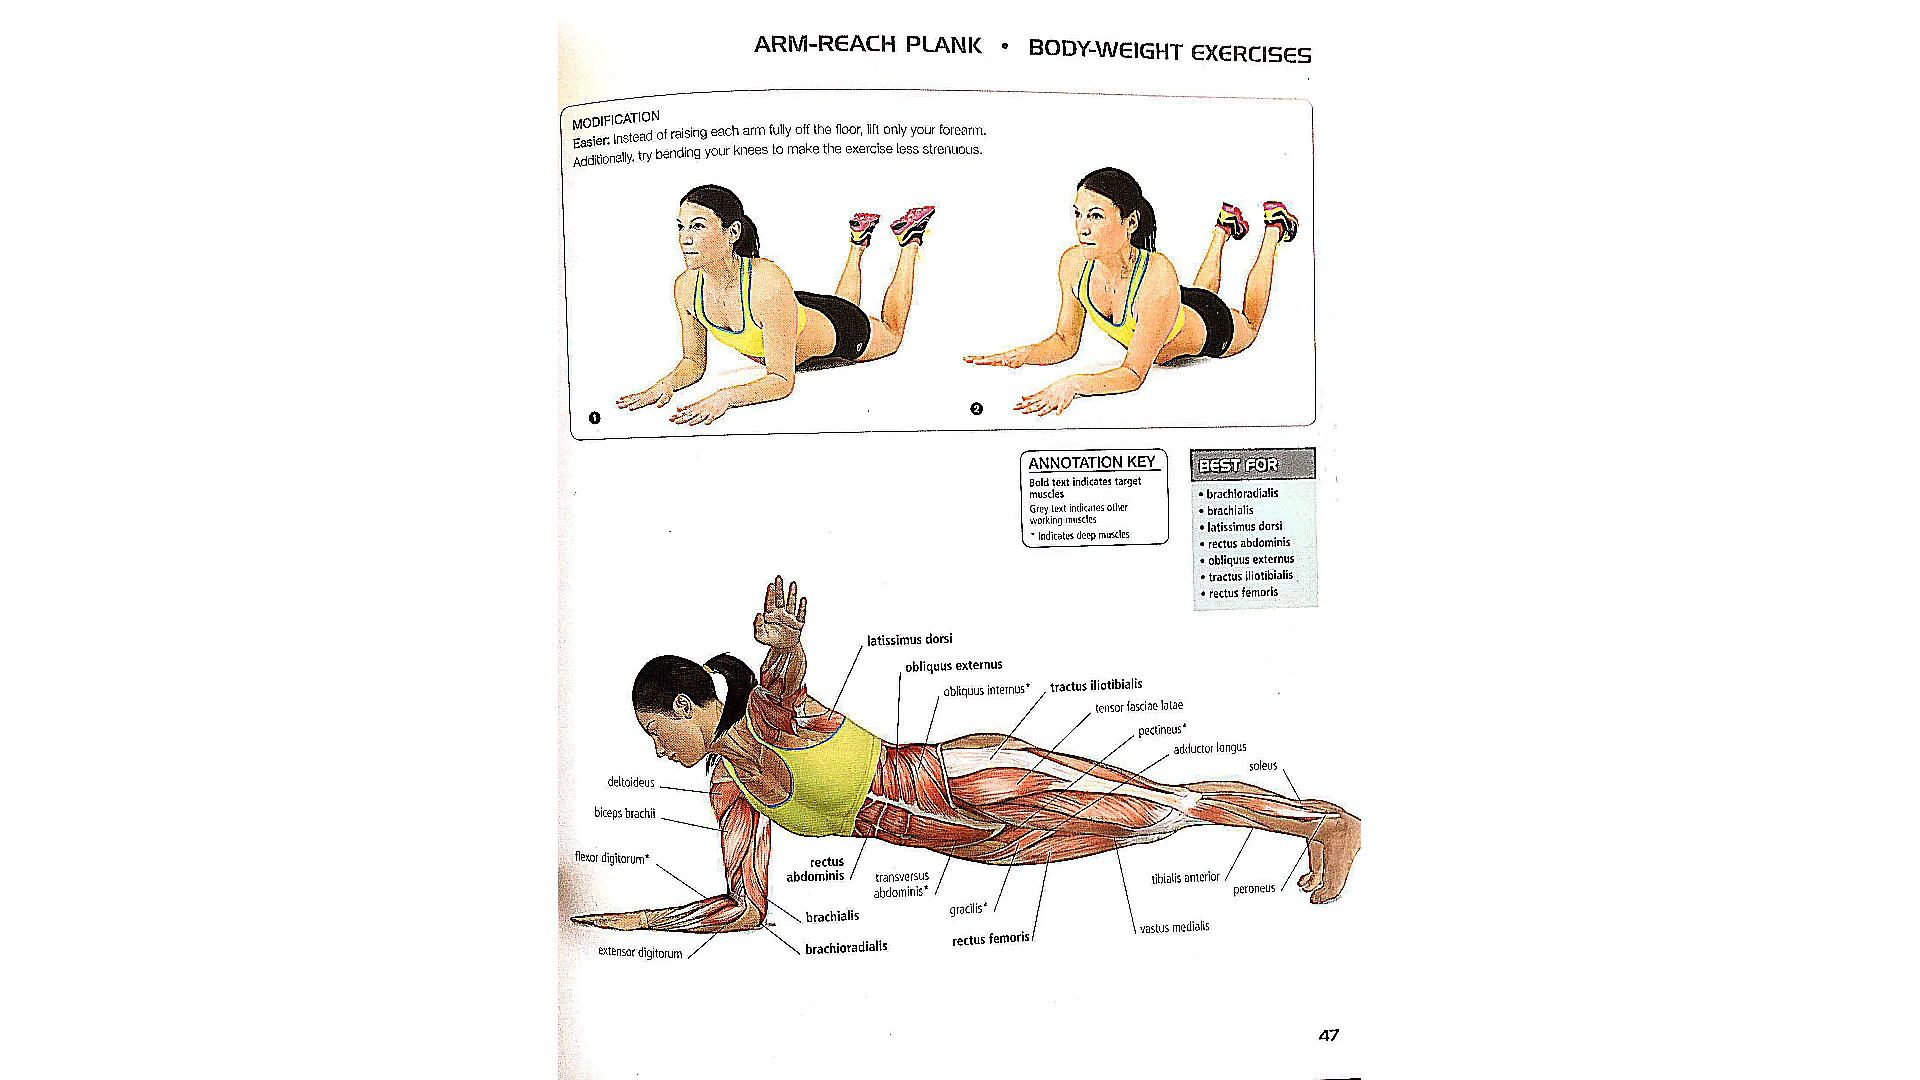 ARM-REACH PLANK • BODY-WEIGHT EXERCISES
MODIFICATION
Easier: Instead of raising each arm fully off the floor, lift only your forearm.
Additionally, try bending your knees to make the exercise less strenuous.
1
2
ANNOTATION KEY
Bold text indicates target
muscles
Grey text indicates other
working muscles
* Indicates deep muscles
BEST FOR
• brachioradialis
• brachialis
• latissimus dorsi
• rectus abdominis
• obliquus externus
• tractus iliotibialis
• rectus femoris
latissimus dorsi
obliquus externus
obliquus internus*
tractus iliotibialis
tensor fasciae latae
pectineus*
adductor longus
soleus
deltoideus
biceps brachii
flexor digitorum*
rectus
abdominis
transversus
abdominis*
tibialis anterior
peroneus
gracilis*
brachialis
vastus medialis
rectus femoris
brachioradialis
extensor digitorum
47